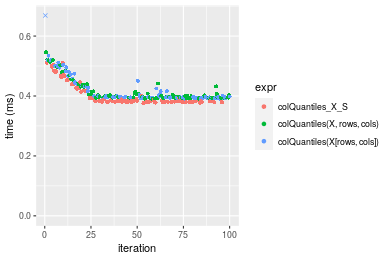 time (ms)
0.6
0.4
0.2
0.0
0
25
50
75
100
iteration
expr
colQuantiles_X_S
colQuantiles(X, rows, cols)
colQuantiles(X[rows, cols])